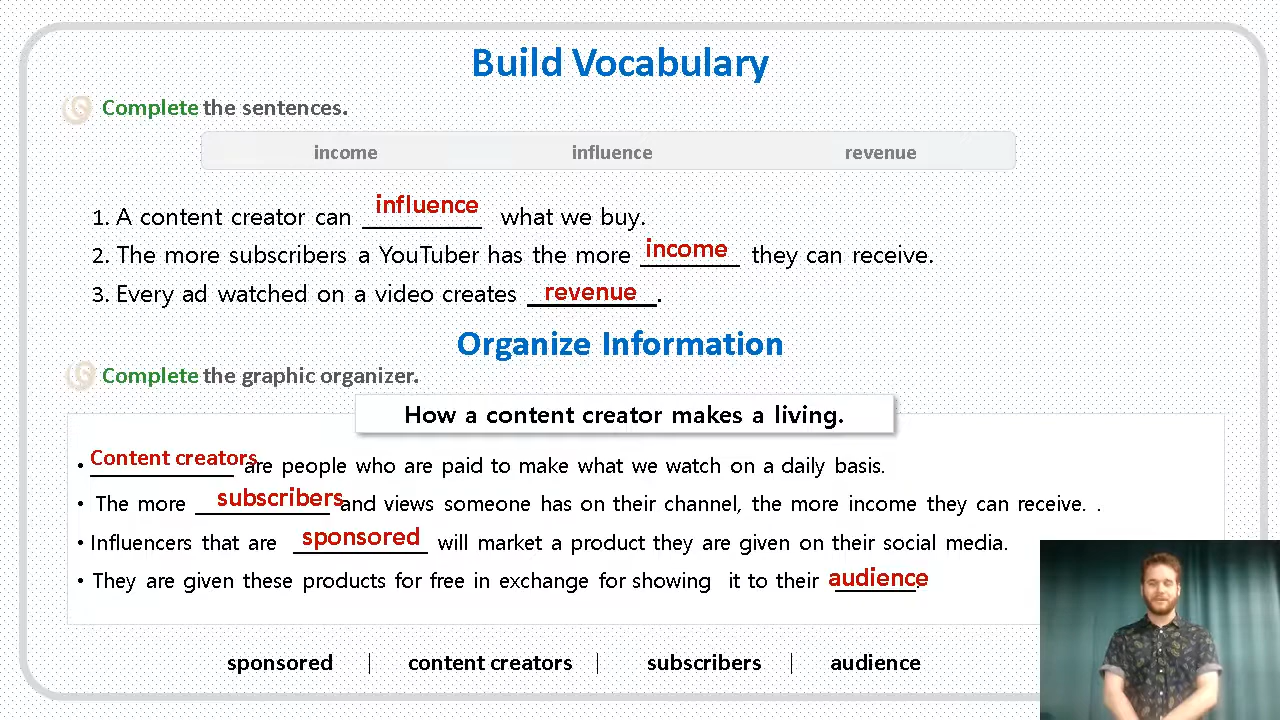 Build Vocabulary
Complete the sentences.
income influence revenue
1. A content creator can influence what we buy.
2. The more subscribers a YouTuber has the more income they can receive.
3. Every ad watched on a video creates revenue.
Organize Information
Complete the graphic organizer.
How a content creator makes a living.
• Content creators are people who are paid to make what we watch on a daily basis.
• The more subscribers and views someone has on their channel, the more income they can receive. .
• Influencers that are sponsored will market a product they are given on their social media.
• They are given these products for free in exchange for showing it to their audience.
sponsored | content creators | subscribers | audience